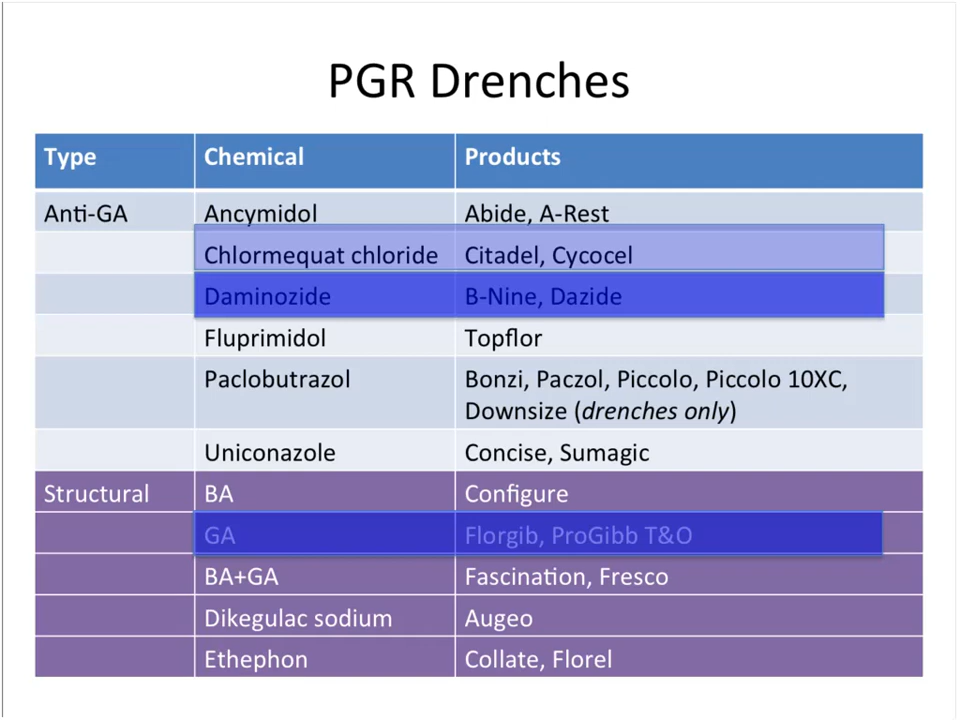 PGR Drenches
Type Chemical Products
Anti-GA Ancymidol Abide, A-Rest
Chlormequat chloride Citadel, Cycocel
Daminozide B-Nine, Dazide
Fluprimidol Topflor
Paclobutrazol Bonzi, Paczol, Piccolo, Piccolo 10XC,
Downsize (drenches only)
Uniconazole Concise, Sumagic
Structural BA Configure
GA Florgib, ProGibb T&O
BA+GA Fascination, Fresco
Dikegulac sodium Augeo
Ethephon Collate, Florel